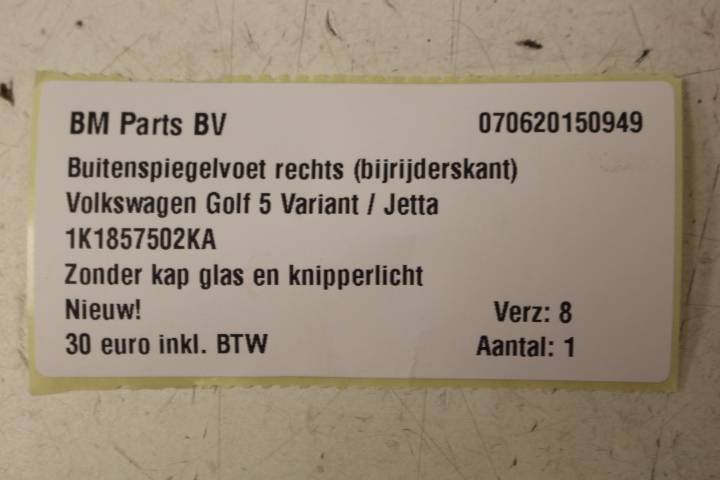 BM Parts BV 070620150949
Buitenspiegelvoet rechts (bijrijderskant)
Volkswagen Golf 5 Variant / Jetta
1K1857502KA
Zonder kap glas en knipperlicht
Nieuw! Verz: 8
30 euro inkl. BTW Aantal: 1